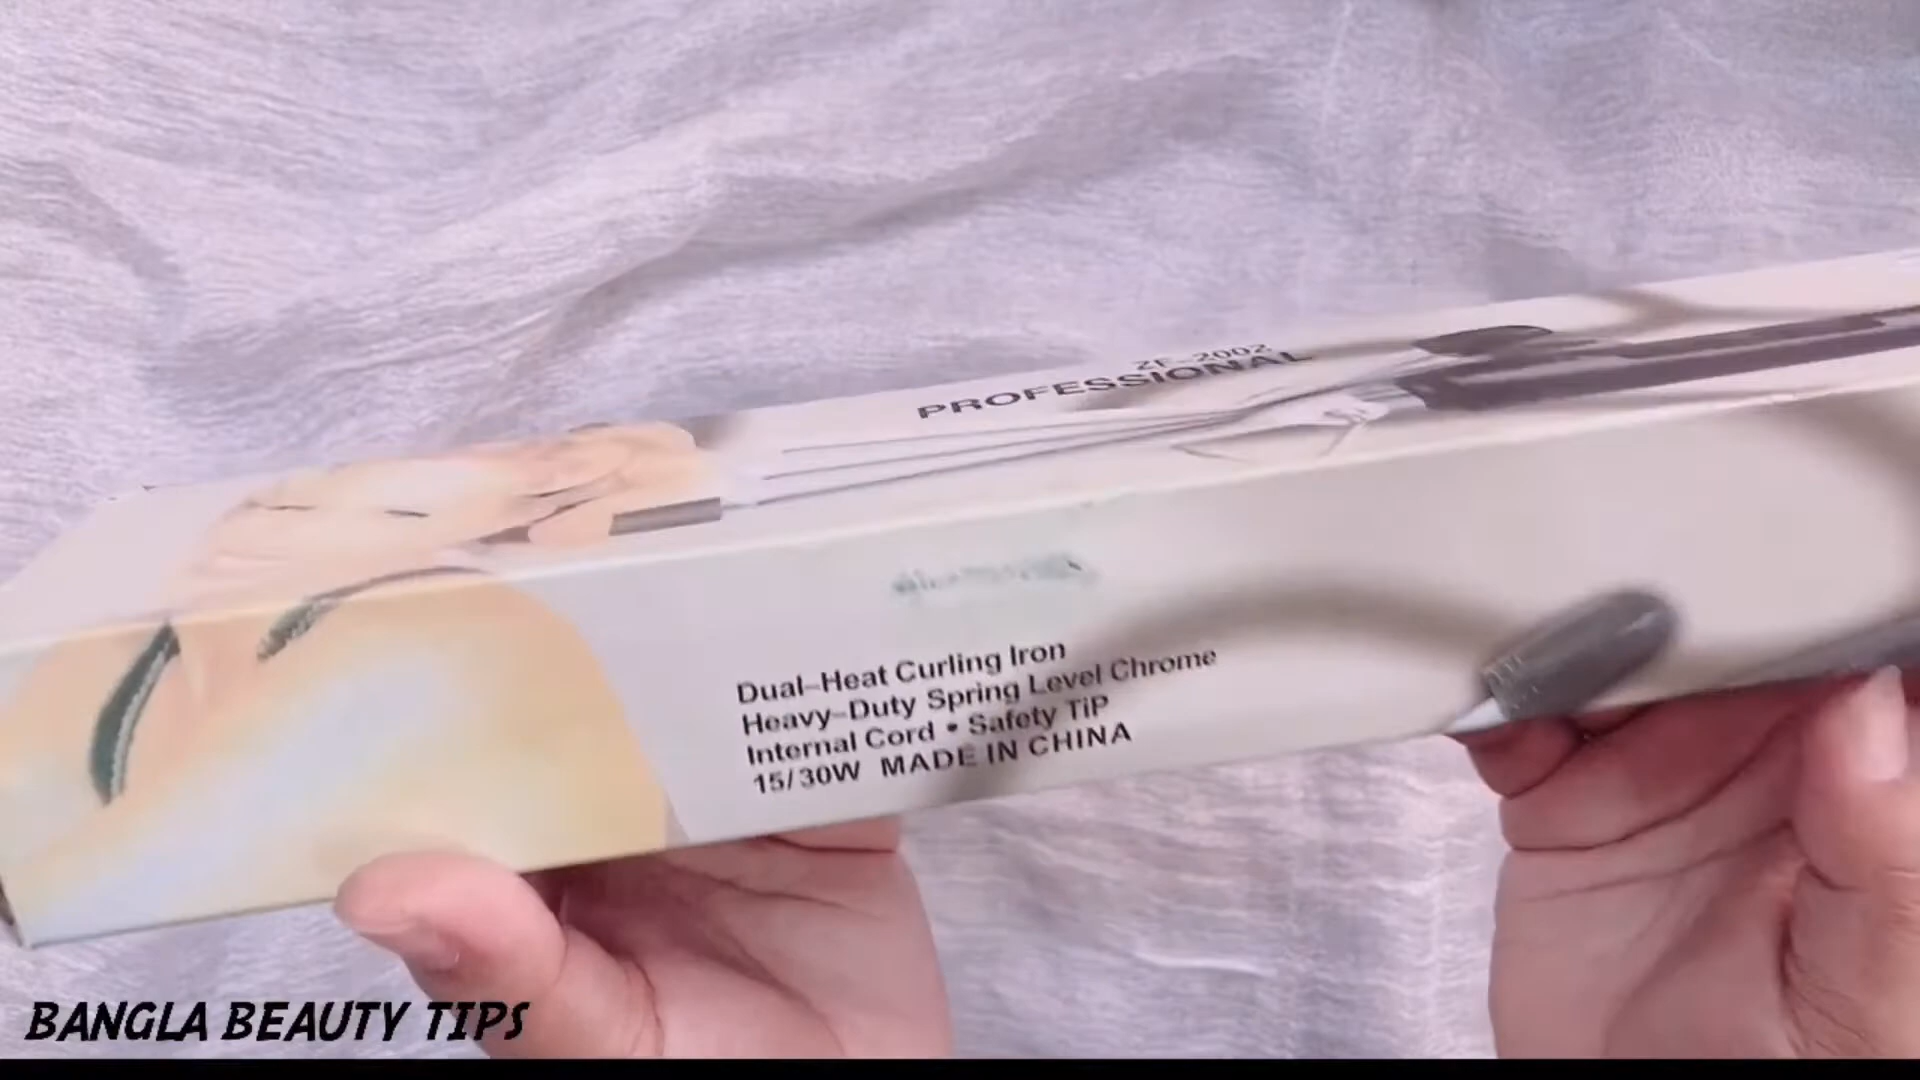 ZF-2002
PROFESSIONAL
Dual-Heat Curling Iron
Heavy-Duty Spring Level Chrome
Internal Cord • Safety TiP
15/30W MADE IN CHINA
BANGLA BEAUTY TIPS